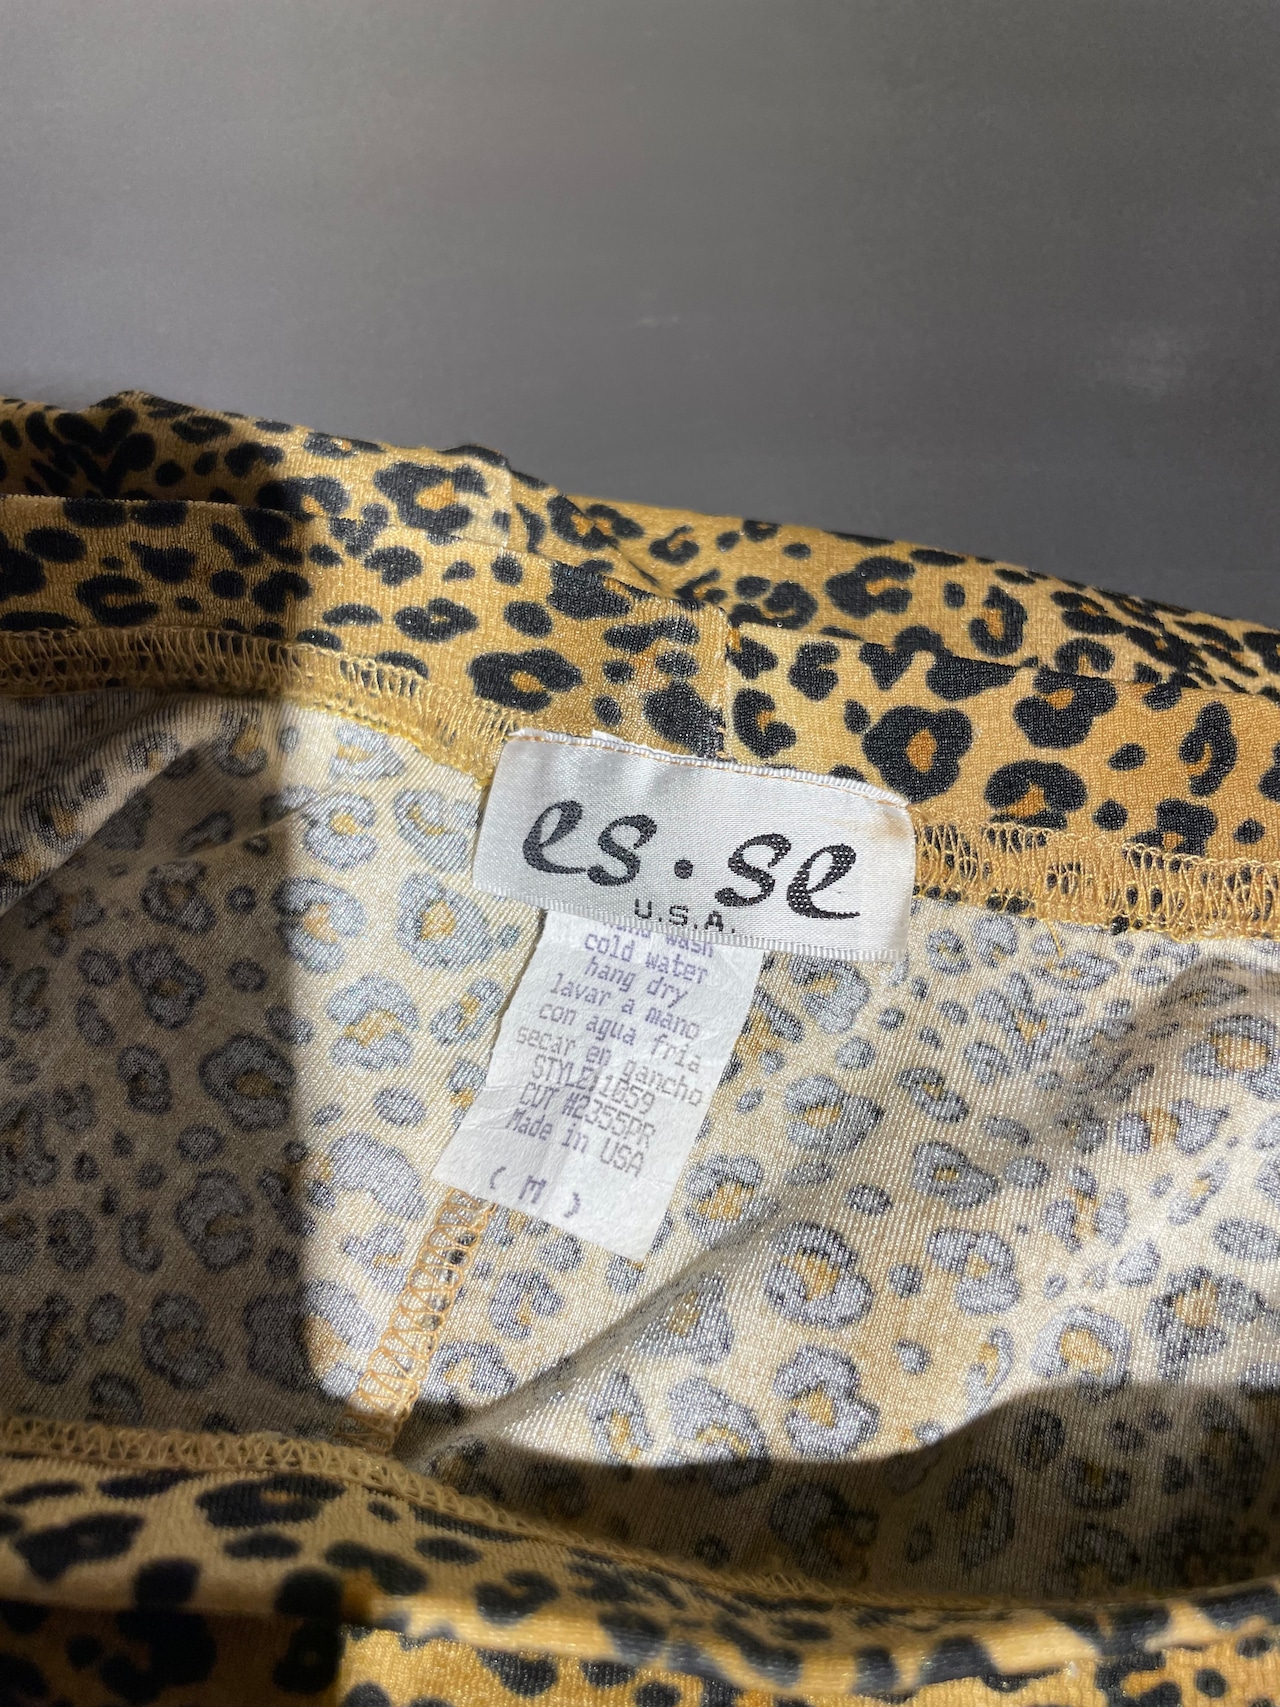 es·se
U.S.A.
wash
cold water
hang dry
lavar a mano
con agua fria
secar en gancho
STYLE#1059
CUT #2355PR
Made in USA
( M )